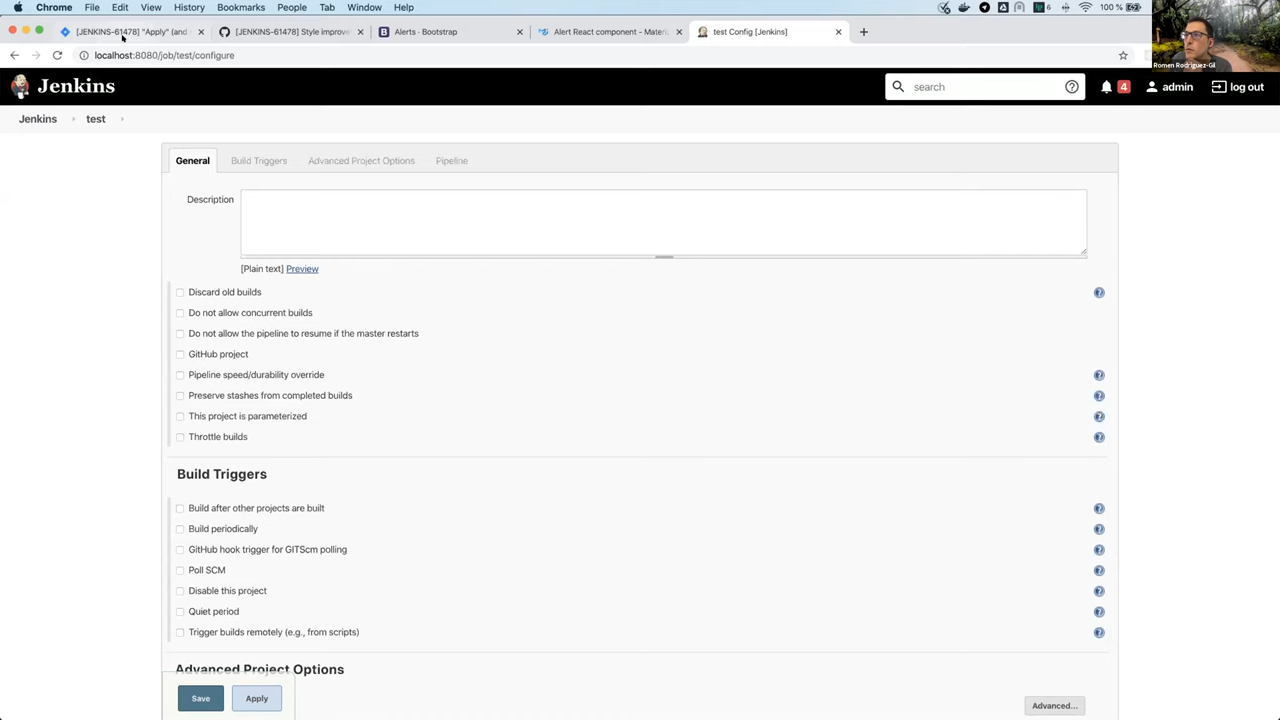 Chrome File Edit View History Bookmarks People Tab Window Help
6 100 %
[JENKINS-61478] "Apply" (and
[JENKINS-61478] Style improve
Alerts · Bootstrap
Alert React component - Materi
test Config [Jenkins]
localhost:8080/job/test/configure
Romen Rodriguez-Gil
Jenkins
search
4
admin
log out
Jenkins
test
General
Build Triggers
Advanced Project Options
Pipeline
Description
[Plain text] Preview
Discard old builds
Do not allow concurrent builds
Do not allow the pipeline to resume if the master restarts
GitHub project
Pipeline speed/durability override
Preserve stashes from completed builds
This project is parameterized
Throttle builds
Build Triggers
Build after other projects are built
Build periodically
GitHub hook trigger for GITScm polling
Poll SCM
Disable this project
Quiet period
Trigger builds remotely (e.g., from scripts)
Advanced Project Options
Save
Apply
Advanced...